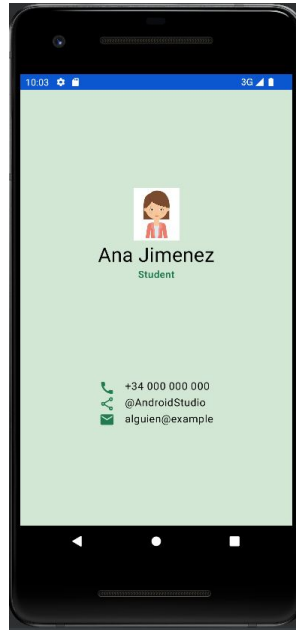 10:03 3G
Ana Jimenez
Student
+34 000 000 000
@AndroidStudio
alguien@example